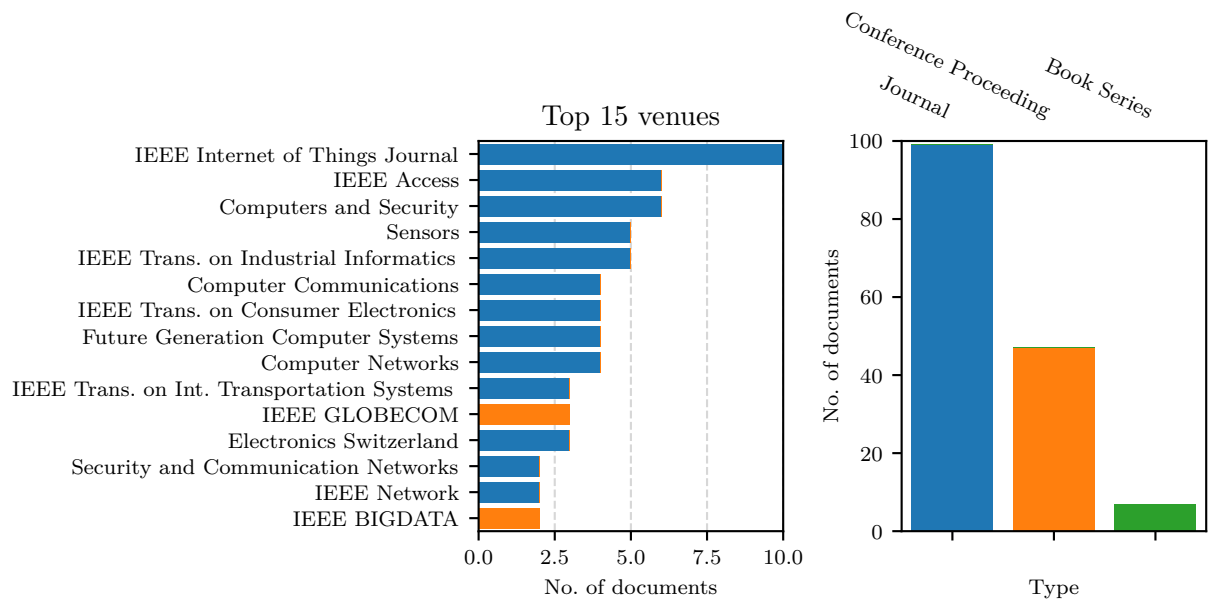 Top 15 venues
IEEE Internet of Things Journal
IEEE Access
Computers and Security
Sensors
IEEE Trans. on Industrial Informatics
Computer Communications
IEEE Trans. on Consumer Electronics
Future Generation Computer Systems
Computer Networks
IEEE Trans. on Int. Transportation Systems
IEEE GLOBECOM
Electronics Switzerland
Security and Communication Networks
IEEE Network
IEEE BIGDATA
0.0 2.5 5.0 7.5 10.0
No. of documents
Journal
Conference Proceeding
Book Series
100
80
60
40
20
0
No. of documents
Type